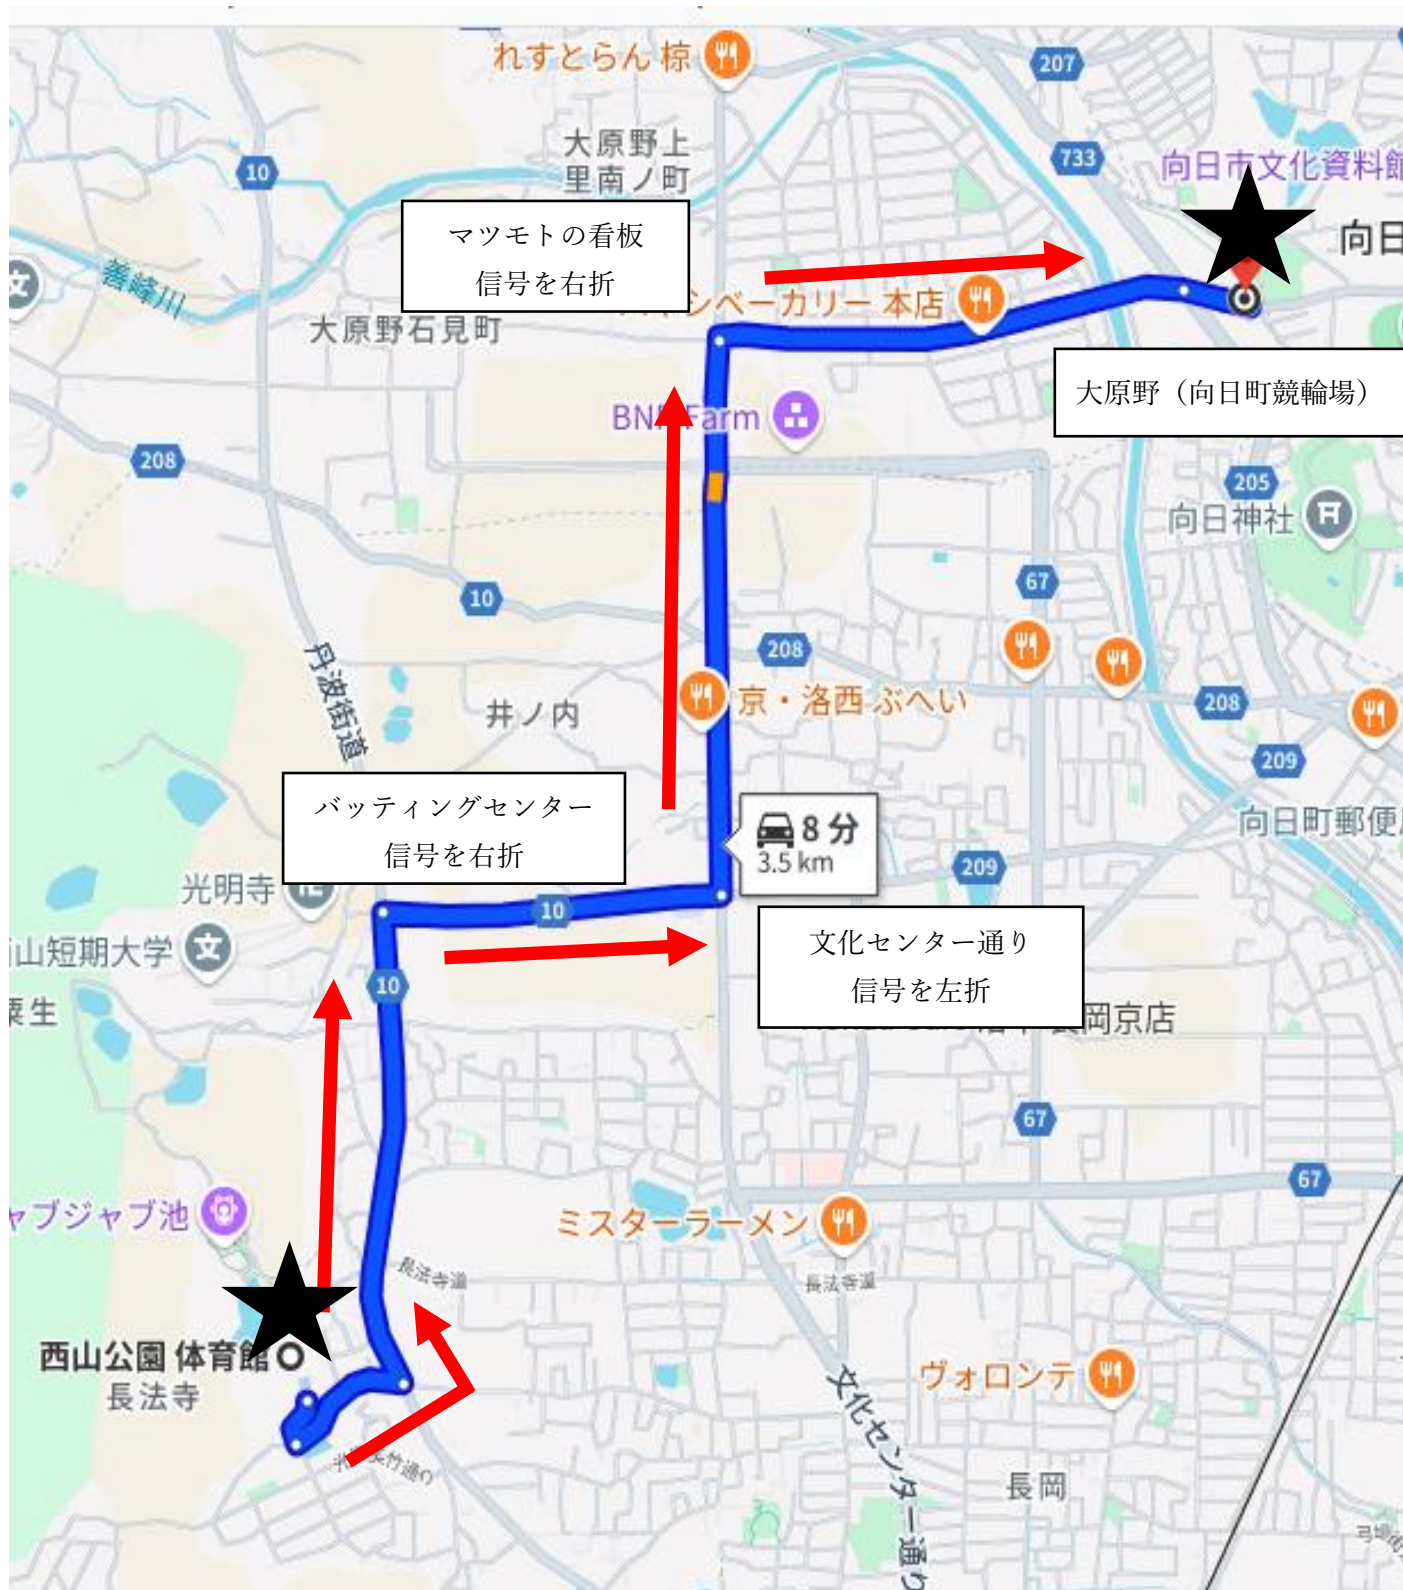 れすとらん 椋
207
大原野上
里南ノ町
10
733
向日市文化資料館
マツモトの看板
信号を右折
向日
善峰川
ベーカリー 本店
大原野石見町
大原野（向日町競輪場）
BNF Farm
208
205
向日神社
10
67
208
丹波街道
京・洛西 ぶへい
井ノ内
208
209
バッティングセンター
信号を右折
8 分
3.5 km
向日町郵便
209
光明寺
10
文化センター通り
信号を左折
山短期大学
10
粟生
岡京店
67
67
ャブジャブ池
ミスターラーメン
長法寺道
長法寺道
西山公園 体育館
長法寺
ヴォロンテ
文化センター通り
竹通り
長岡